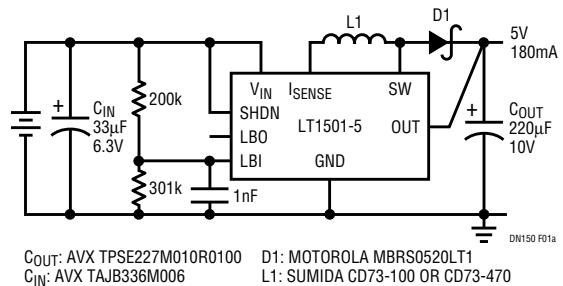 L1
D1
5V
180mA
VIN
ISENSE
SW
200k
SHDN
LBO
LBI
LT1501-5
OUT
GND
+
CIN
33µF
6.3V
301k
1nF
+
COUT
220µF
10V
DN150 F01a
COUT: AVX TPSE227M010R0100
D1: MOTOROLA MBRS0520LT1
CIN: AVX TAJB336M006
L1: SUMIDA CD73-100 OR CD73-470